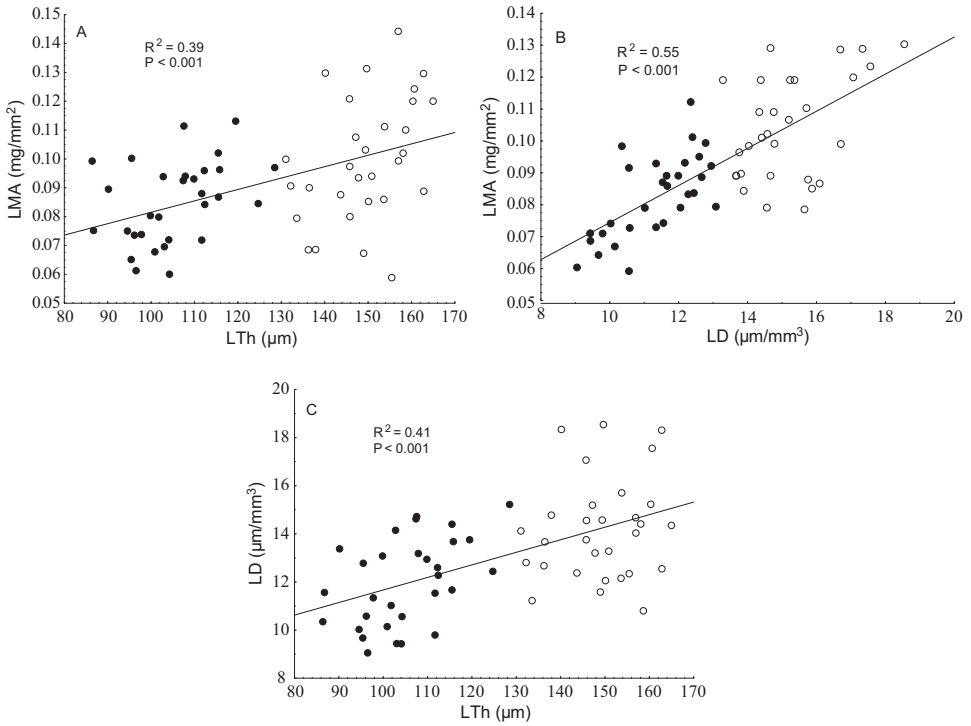 A
R² = 0.39
P < 0.001
LMA (mg/mm²)
0.15
0.14
0.13
0.12
0.11
0.10
0.09
0.08
0.07
0.06
0.05
80 90 100 110 120 130 140 150 160 170
LTh (µm)
B
R² = 0.55
P < 0.001
LMA (mg/mm²)
0.14
0.13
0.12
0.11
0.10
0.09
0.08
0.07
0.06
0.05
8 10 12 14 16 18 20
LD (µm/mm³)
C
R² = 0.41
P < 0.001
LD (µm/mm³)
20
18
16
14
12
10
8
80 90 100 110 120 130 140 150 160 170
LTh (µm)